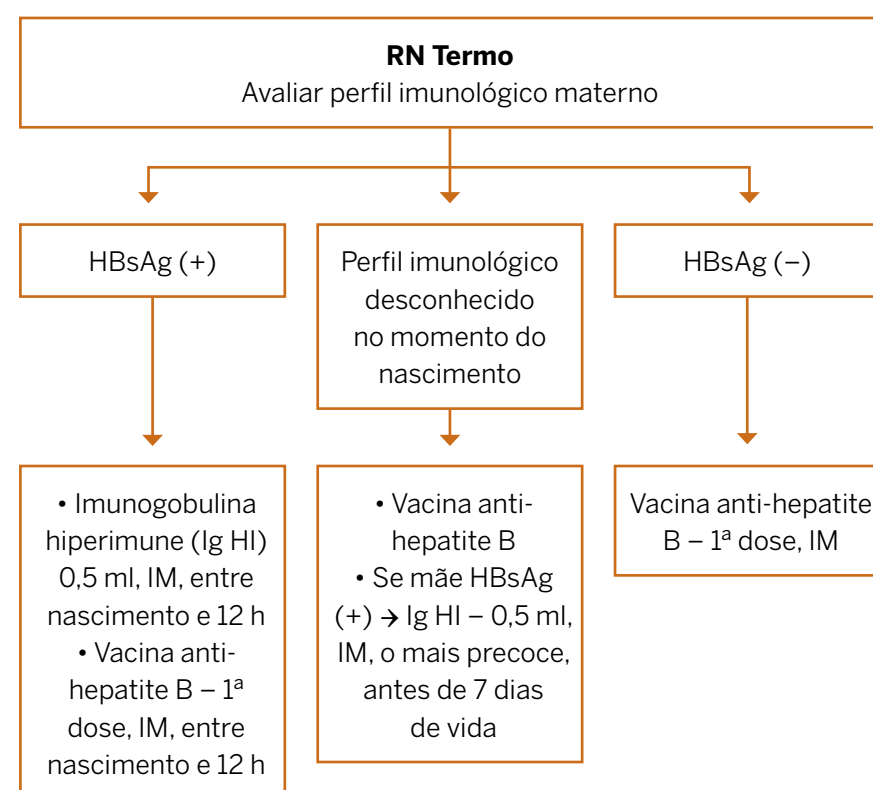 RN Termo
Avaliar perfil imunológico materno
HBsAg (+)
Perfil imunológico
desconhecido
no momento do
nascimento
HBsAg (−)
• Imunogobulina
hiperimune (Ig HI)
0,5 ml, IM, entre
nascimento e 12 h
• Vacina anti-
hepatite B – 1ª
dose, IM, entre
nascimento e 12 h
• Vacina anti-
hepatite B
• Se mãe HBsAg
(+) → Ig HI – 0,5 ml,
IM, o mais precoce,
antes de 7 dias
de vida
Vacina anti-hepatite
B – 1ª dose, IM